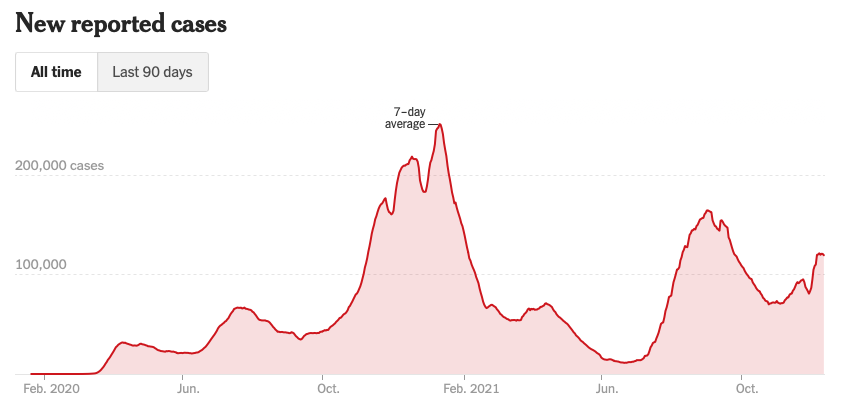 New reported cases
All time
Last 90 days
7–day
average
200,000 cases
100,000
Feb. 2020
Jun.
Oct.
Feb. 2021
Jun.
Oct.